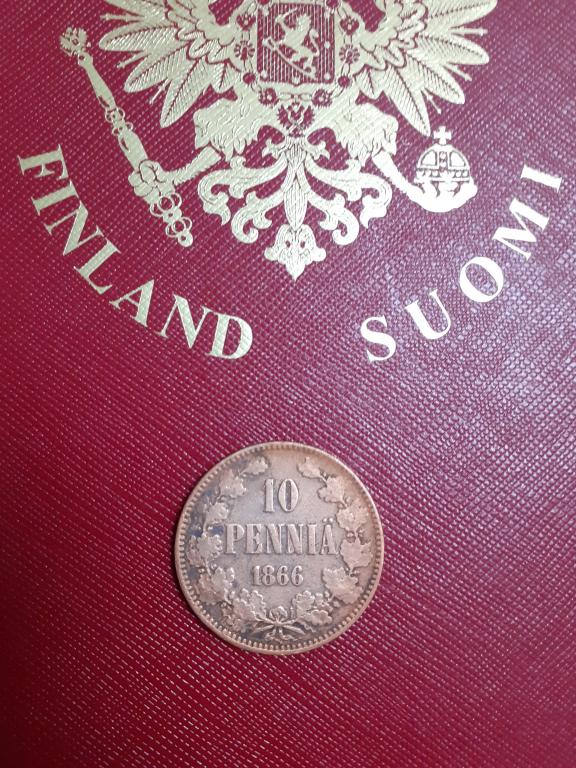 FINLAND
SUOMI
10
PENNIÄ
1866